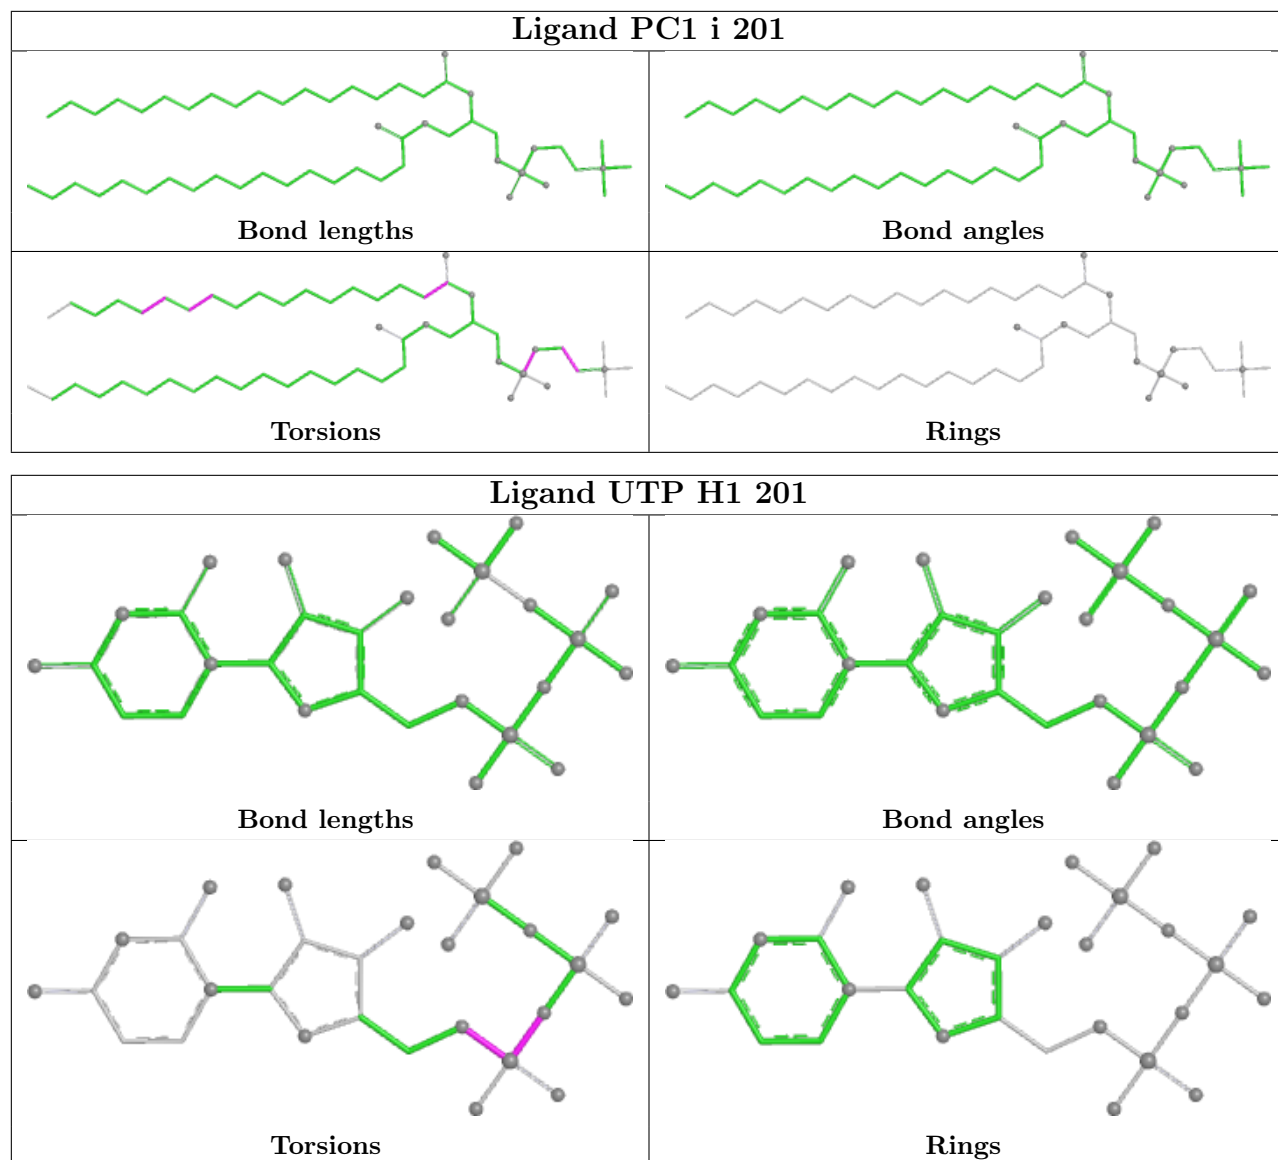 Ligand PC1 i 201
Bond lengths
Bond angles
Torsions
Rings
Ligand UTP H1 201
Bond lengths
Bond angles
Torsions
Rings